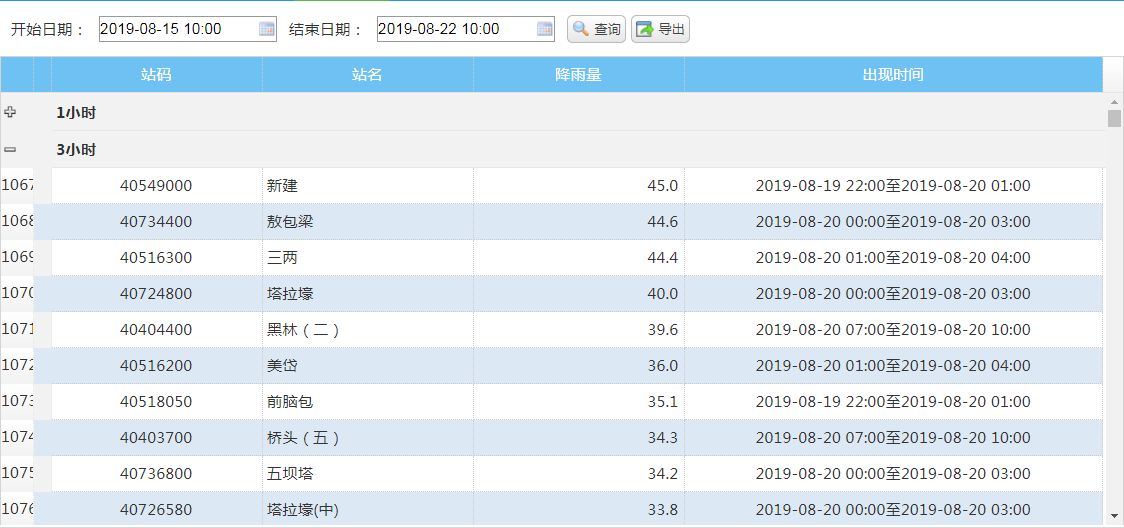 开始日期： 2019-08-15 10:00 结束日期： 2019-08-22 10:00 查询 导出
站码 站名 降雨量 出现时间
1小时
3小时
1067 40549000 新建 45.0 2019-08-19 22:00至2019-08-20 01:00
1068 40734400 敖包梁 44.6 2019-08-20 00:00至2019-08-20 03:00
1069 40516300 三两 44.4 2019-08-20 01:00至2019-08-20 04:00
1070 40724800 塔拉壕 40.0 2019-08-20 00:00至2019-08-20 03:00
1071 40404400 黑林（二） 39.6 2019-08-20 07:00至2019-08-20 10:00
1072 40516200 美岱 36.0 2019-08-20 01:00至2019-08-20 04:00
1073 40518050 前脑包 35.1 2019-08-19 22:00至2019-08-20 01:00
1074 40403700 桥头（五） 34.3 2019-08-20 07:00至2019-08-20 10:00
1075 40736800 五坝塔 34.2 2019-08-20 00:00至2019-08-20 03:00
1076 40726580 塔拉壕(中) 33.8 2019-08-20 00:00至2019-08-20 03:00